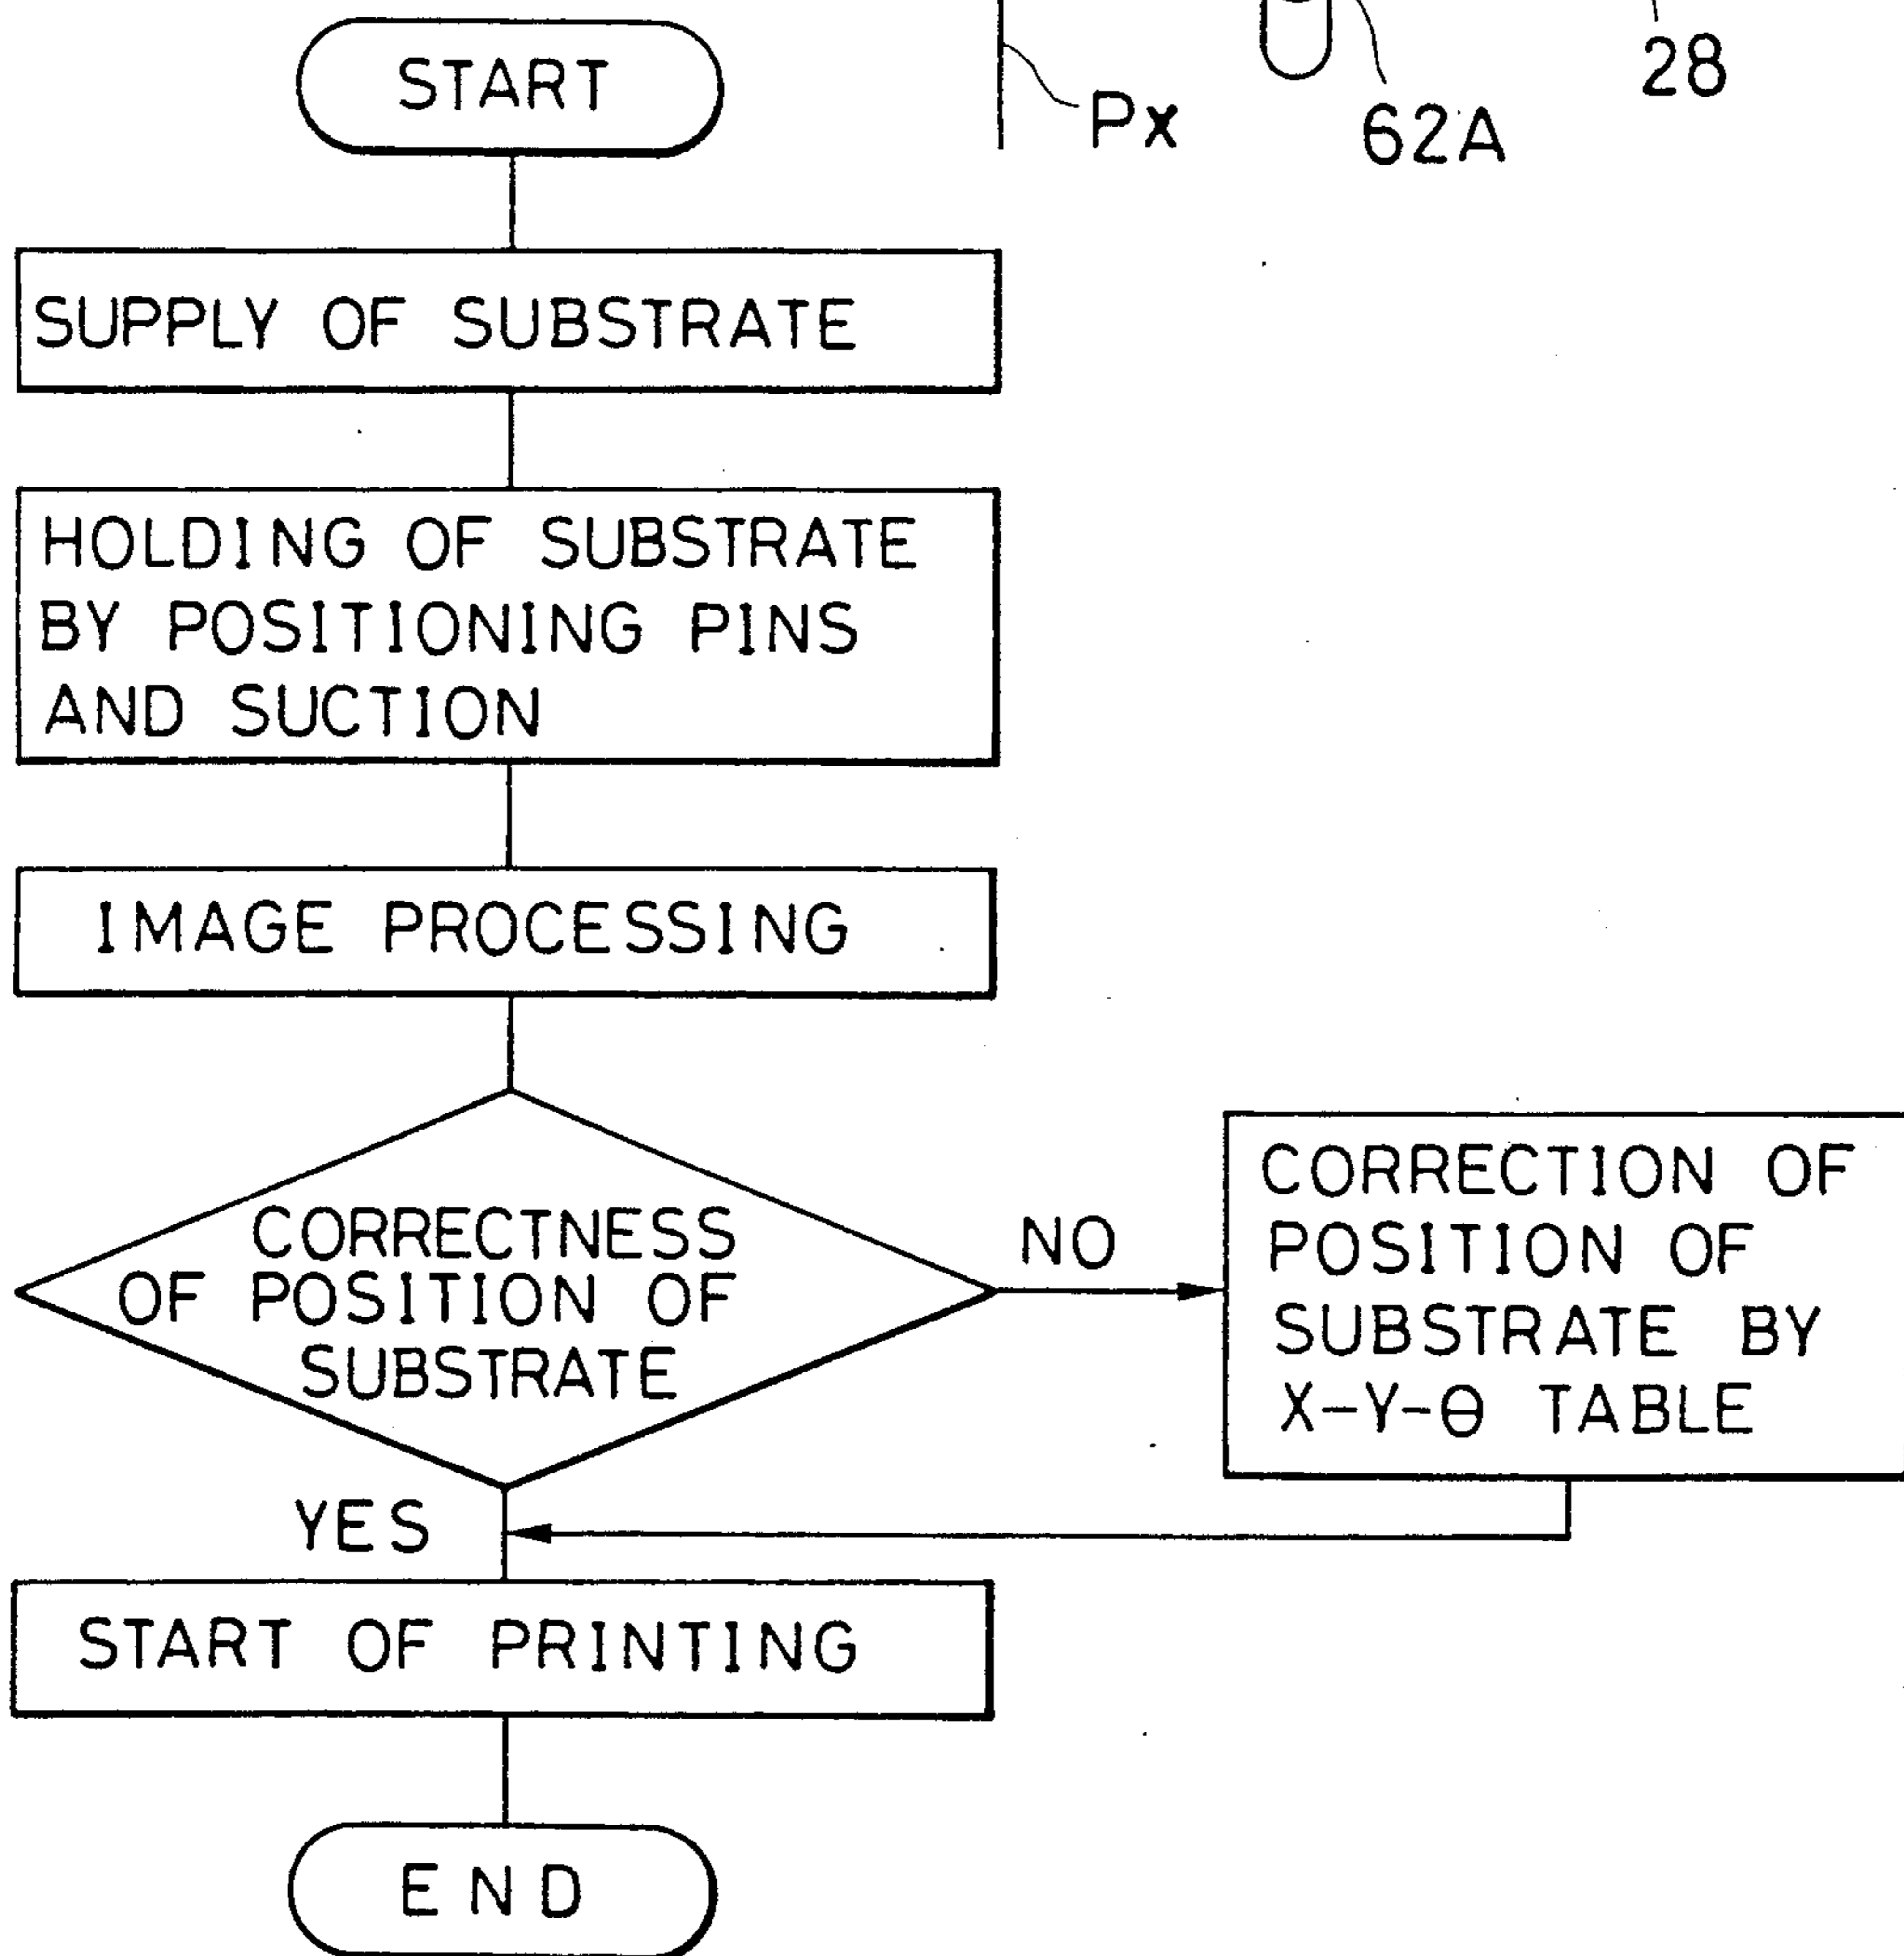 START
Px
62A
28
SUPPLY OF SUBSTRATE
HOLDING OF SUBSTRATE
BY POSITIONING PINS
AND SUCTION
IMAGE PROCESSING
CORRECTNESS
OF POSITION OF
SUBSTRATE
NO
CORRECTION OF
POSITION OF
SUBSTRATE BY
X-Y-θ TABLE
YES
START OF PRINTING
END